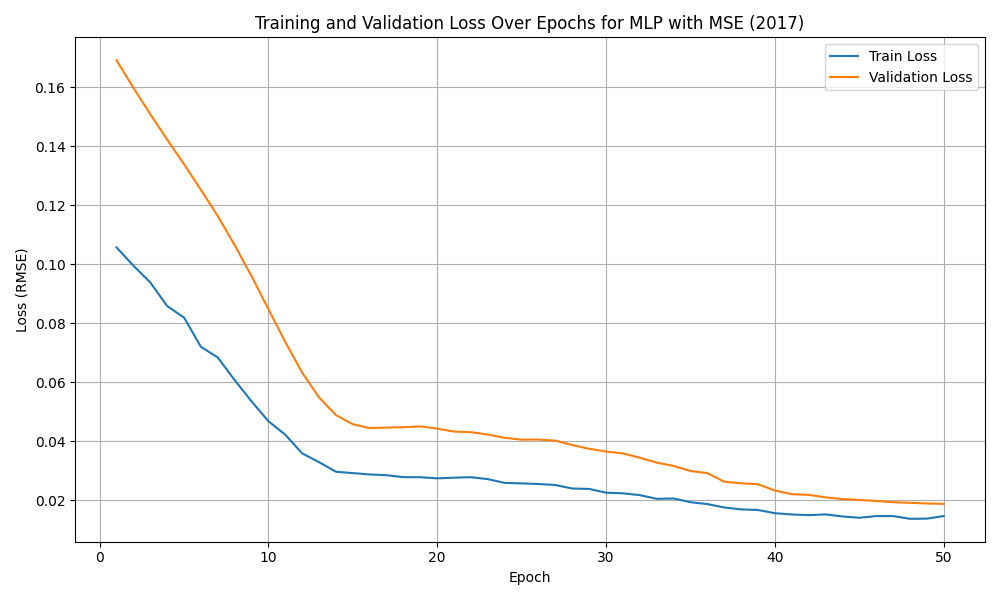 Training and Validation Loss Over Epochs for MLP with MSE (2017)
Train Loss
Validation Loss
Loss (RMSE)
0.16
0.14
0.12
0.10
0.08
0.06
0.04
0.02
0 10 20 30 40 50
Epoch